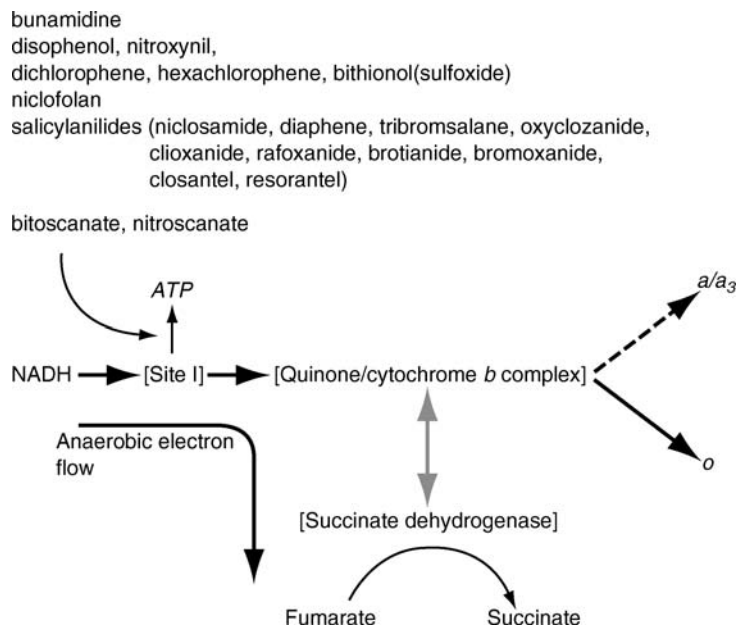 bunamidine
disophenol, nitroxynil,
dichlorophene, hexachlorophene, bithionol(sulfoxide)
niclofolan
salicylanilides (niclosamide, diaphene, tribromsalane, oxyclozanide,
clioxanide, rafoxanide, brotianide, bromoxanide,
closantel, resorantel)
bitoscanate, nitroscanate
ATP
a/a3
NADH [Site I] [Quinone/cytochrome b complex]
Anaerobic electron
flow
o
[Succinate dehydrogenase]
Fumarate Succinate